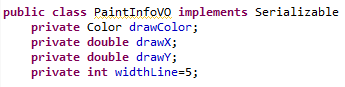 public class PaintInfoVO implements Serializable
private Color drawColor;
private double drawX;
private double drawY;
private int widthLine=5;